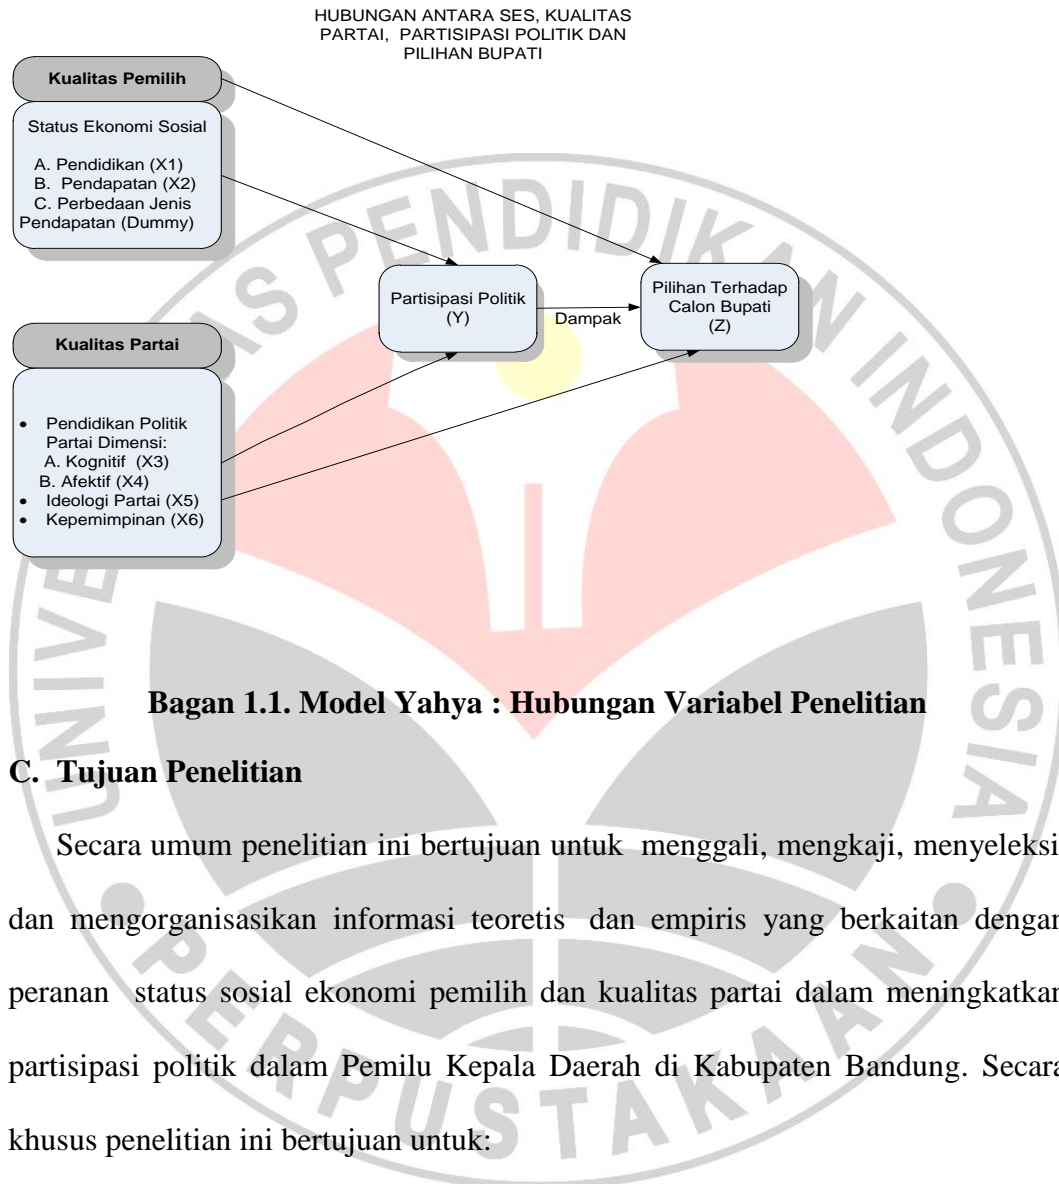 HUBUNGAN ANTARA SES, KUALITAS
PARTAI, PARTISIPASI POLITIK DAN
PILIHAN BUPATI
Kualitas Pemilih
Status Ekonomi Sosial
A. Pendidikan (X1)
B. Pendapatan (X2)
C. Perbedaan Jenis
Pendapatan (Dummy)
Partisipasi Politik
(Y)
Dampak
Pilihan Terhadap
Calon Bupati
(Z)
Kualitas Partai
• Pendidikan Politik
Partai Dimensi:
A. Kognitif (X3)
B. Afektif (X4)
• Ideologi Partai (X5)
• Kepemimpinan (X6)
Bagan 1.1. Model Yahya : Hubungan Variabel Penelitian
C. Tujuan Penelitian
Secara umum penelitian ini bertujuan untuk menggali, mengkaji, menyeleksi
dan mengorganisasikan informasi teoretis dan empiris yang berkaitan dengan
peranan status sosial ekonomi pemilih dan kualitas partai dalam meningkatkan
partisipasi politik dalam Pemilu Kepala Daerah di Kabupaten Bandung. Secara
khusus penelitian ini bertujuan untuk:
UNIVERSITAS PENDIDIKAN INDONESIA
PERPUSTAKAAN